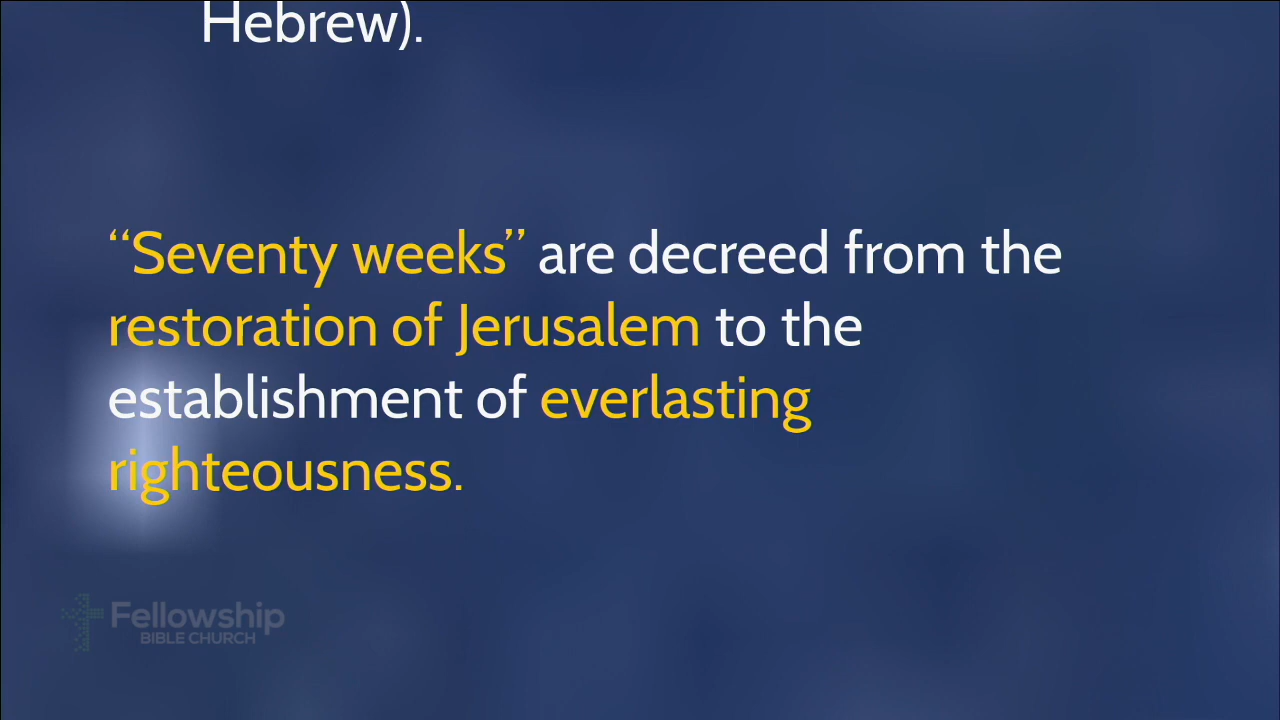 Hebrew).
“Seventy weeks” are decreed from the
restoration of Jerusalem to the
establishment of everlasting
righteousness.
Fellowship
BIBLE CHURCH